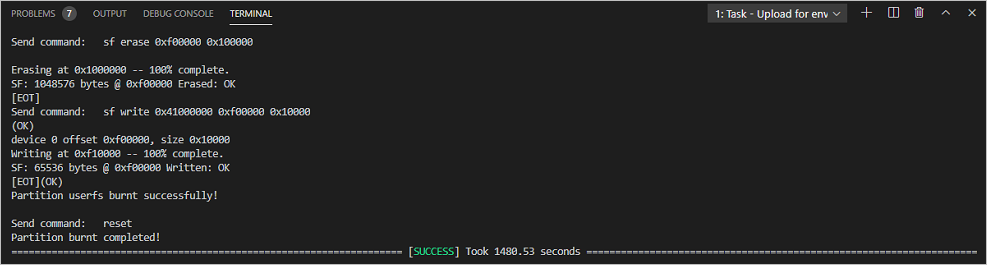 PROBLEMS 7 OUTPUT DEBUG CONSOLE TERMINAL 1: Task - Upload for env
Send command:   sf erase 0xf00000 0x100000
Erasing at 0x1000000 -- 100% complete.
SF: 1048576 bytes @ 0xf00000 Erased: OK
[EOT]
Send command:   sf write 0x41000000 0xf00000 0x10000
(OK)
device 0 offset 0xf00000, size 0x10000
Writing at 0xf10000 -- 100% complete.
SF: 65536 bytes @ 0xf00000 Written: OK
[EOT](OK)
Partition userfs burnt successfully!
Send command:   reset
Partition burnt completed!
[SUCCESS] Took 1480.53 seconds